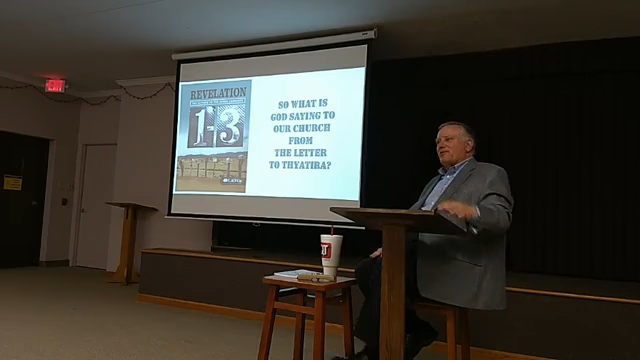 EXIT
REVELATION
1-3
SO WHAT IS
GOD SAYING TO
OUR CHURCH
FROM
THE LETTER
TO THYATIRA?